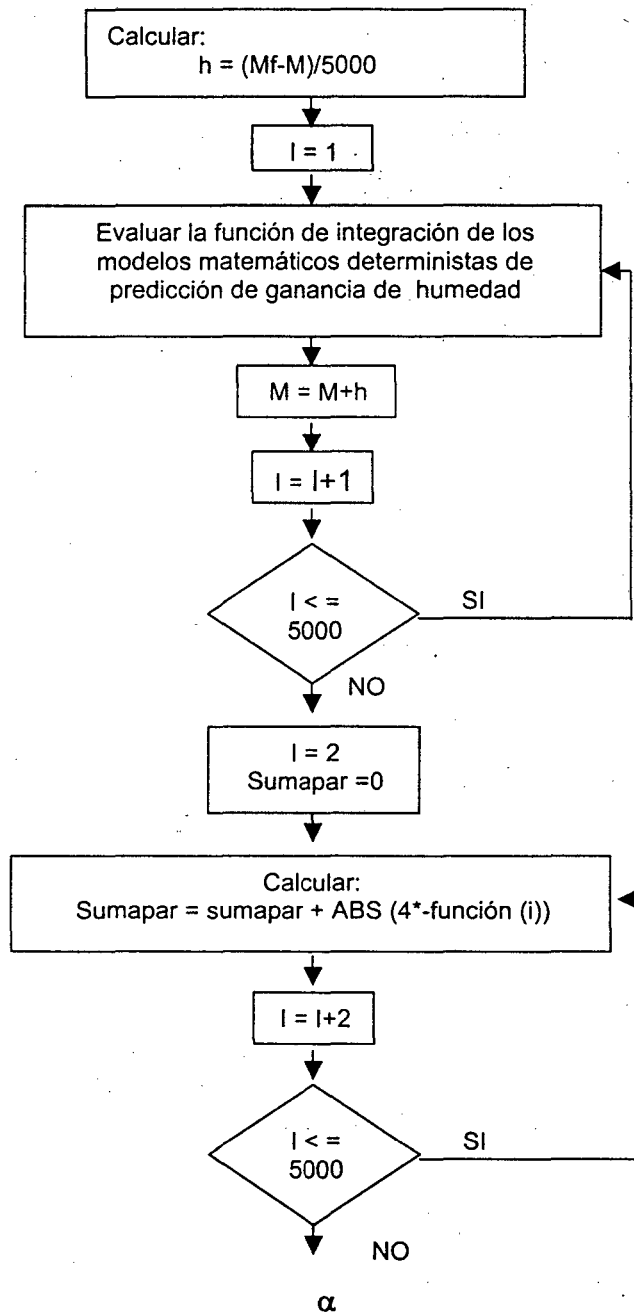 Calcular:
h = (Mf-M)/5000
I = 1
Evaluar la función de integración de los
modelos matemáticos deterministas de
predicción de ganancia de humedad
M = M+h
I = I+1
I < =
5000
SI
NO
I = 2
Sumapar =0
Calcular:
Sumapar = sumapar + ABS (4*-función (i))
I = I+2
I < =
5000
SI
NO
α